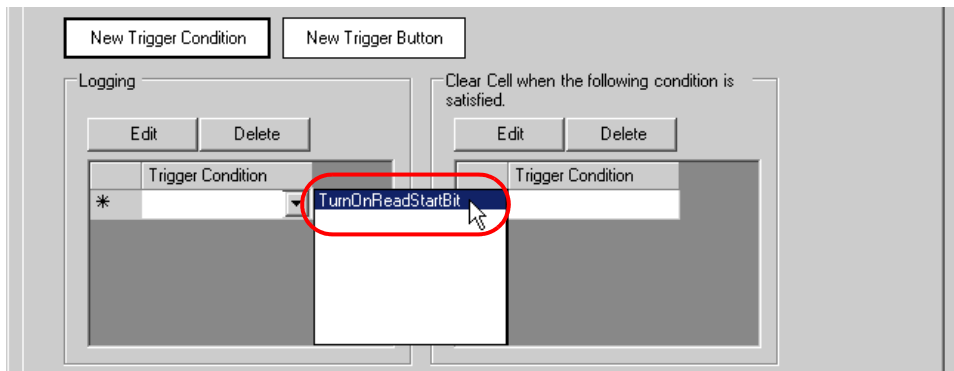 New Trigger Condition New Trigger Button
Logging
Edit Delete
Trigger Condition
*
TurnOnReadStartBit
Clear Cell when the following condition is
satisfied.
Edit Delete
Trigger Condition